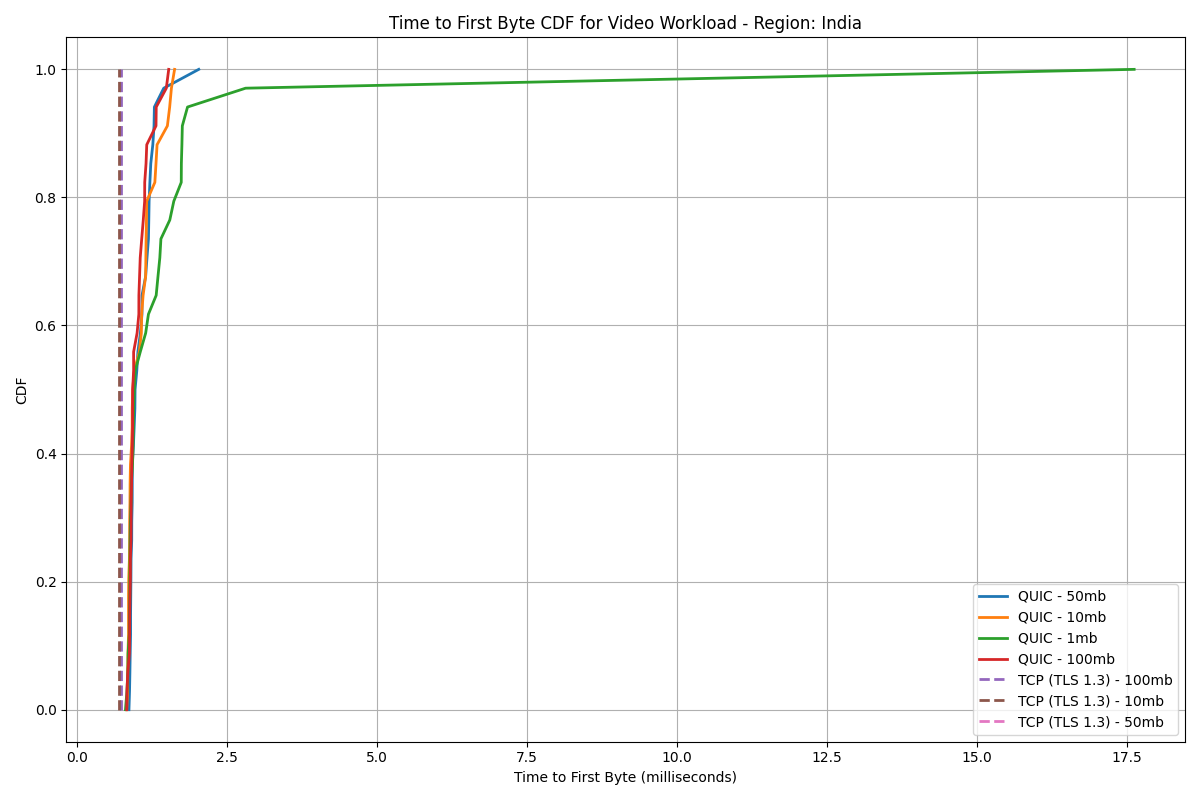 Time to First Byte CDF for Video Workload - Region: India
CDF
1.0
0.8
0.6
0.4
0.2
0.0
0.0 2.5 5.0 7.5 10.0 12.5 15.0 17.5
Time to First Byte (milliseconds)
QUIC - 50mb
QUIC - 10mb
QUIC - 1mb
QUIC - 100mb
TCP (TLS 1.3) - 100mb
TCP (TLS 1.3) - 10mb
TCP (TLS 1.3) - 50mb